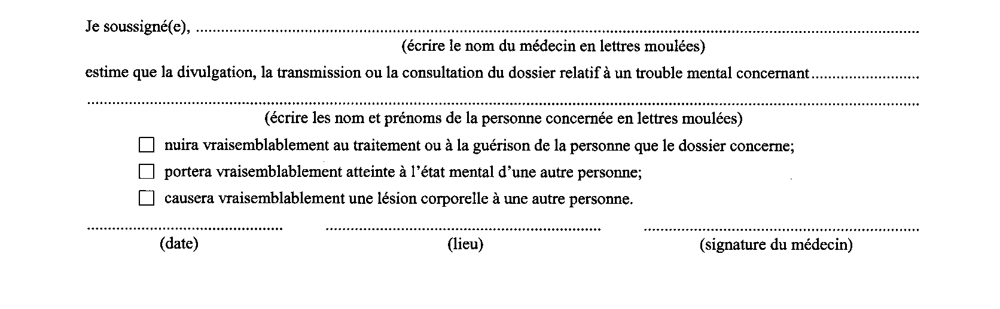 Je soussigné(e), ....................................................................................................
(écrire le nom du médecin en lettres moulées)
estime que la divulgation, la transmission ou la consultation du dossier relatif à un trouble mental concernant..........................
....................................................................................................
(écrire les nom et prénoms de la personne concernée en lettres moulées)
☐ nuira vraisemblablement au traitement ou à la guérison de la personne que le dossier concerne;
☐ portera vraisemblablement atteinte à l’état mental d’une autre personne;
☐ causera vraisemblablement une lésion corporelle à une autre personne.
............................................... .................................................................. ..................................................................
(date) (lieu) (signature du médecin)